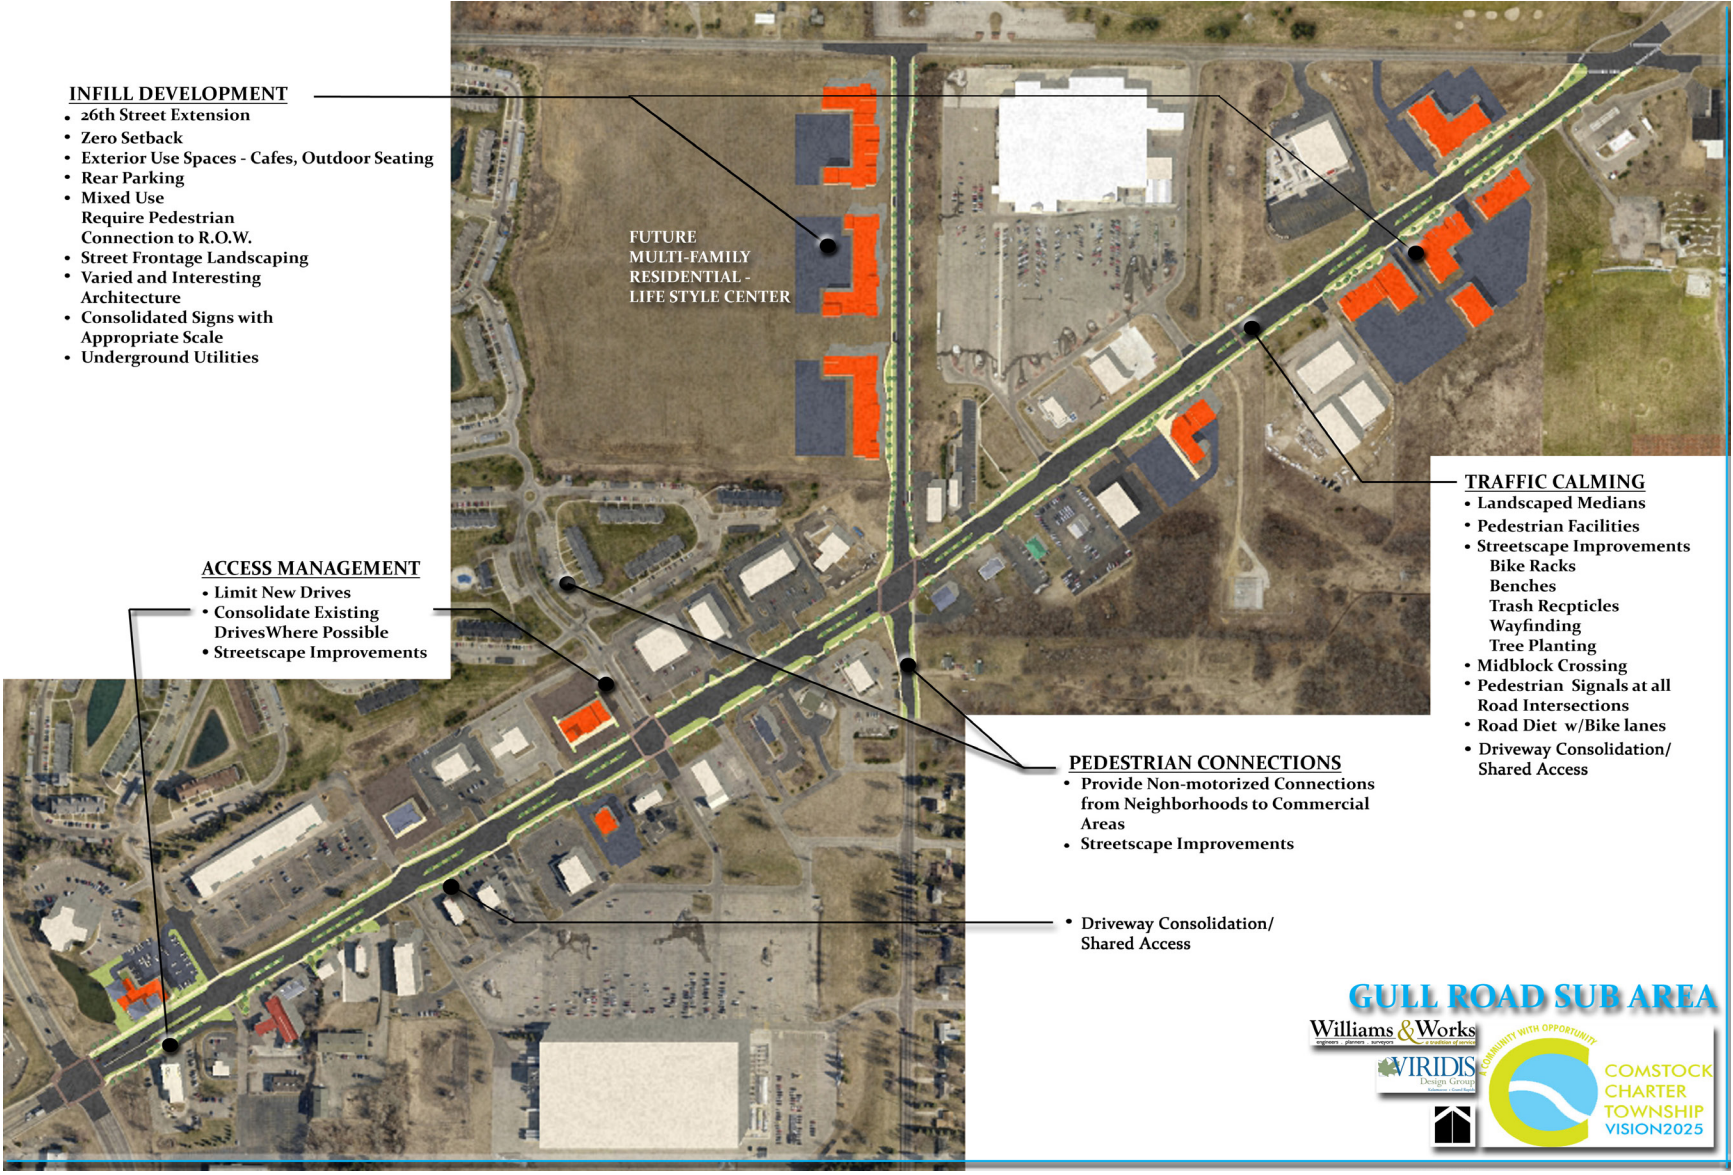 INFILL DEVELOPMENT
• 26th Street Extension
• Zero Setback
• Exterior Use Spaces - Cafes, Outdoor Seating
• Rear Parking
• Mixed Use
Require Pedestrian
Connection to R.O.W.
• Street Frontage Landscaping
• Varied and Interesting
Architecture
• Consolidated Signs with
Appropriate Scale
• Underground Utilities
FUTURE
MULTI-FAMILY
RESIDENTIAL -
LIFE STYLE CENTER
ACCESS MANAGEMENT
• Limit New Drives
• Consolidate Existing
DrivesWhere Possible
• Streetscape Improvements
TRAFFIC CALMING
• Landscaped Medians
• Pedestrian Facilities
• Streetscape Improvements
Bike Racks
Benches
Trash Recpticles
Wayfinding
Tree Planting
• Midblock Crossing
• Pedestrian Signals at all
Road Intersections
• Road Diet w/Bike lanes
• Driveway Consolidation/
Shared Access
PEDESTRIAN CONNECTIONS
• Provide Non-motorized Connections
from Neighborhoods to Commercial
Areas
• Streetscape Improvements
• Driveway Consolidation/
Shared Access
GULL ROAD SUB AREA
Williams & Works
engineers . planners . surveyors
a tradition of service
VIRIDIS
Design Group
A COMMUNITY WITH OPPORTUNITY
COMSTOCK
CHARTER
TOWNSHIP
VISION2025